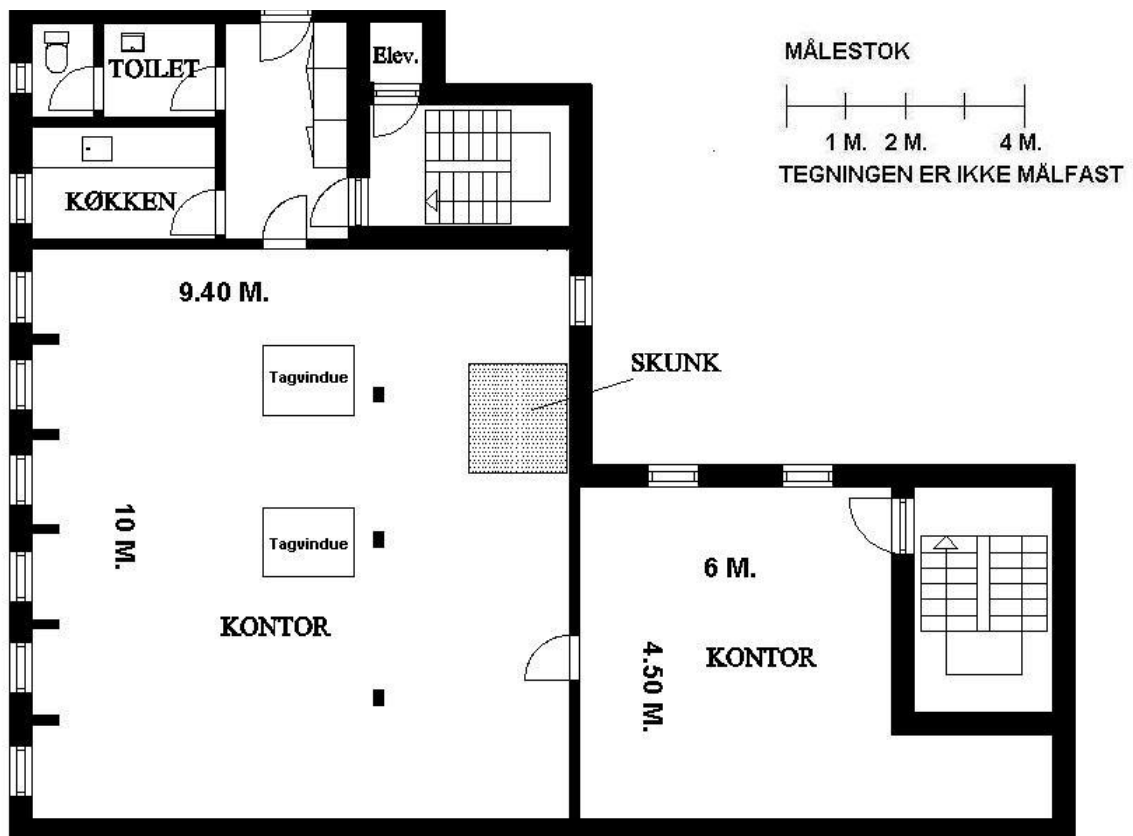 TOILET
Elev.
MÅLESTOK
1 M. 2 M. 4 M.
TEGNINGEN ER IKKE MÅLFAST
KØKKEN
9.40 M.
Tagvindue
SKUNK
10 M.
Tagvindue
6 M.
KONTOR
4.50 M.
KONTOR